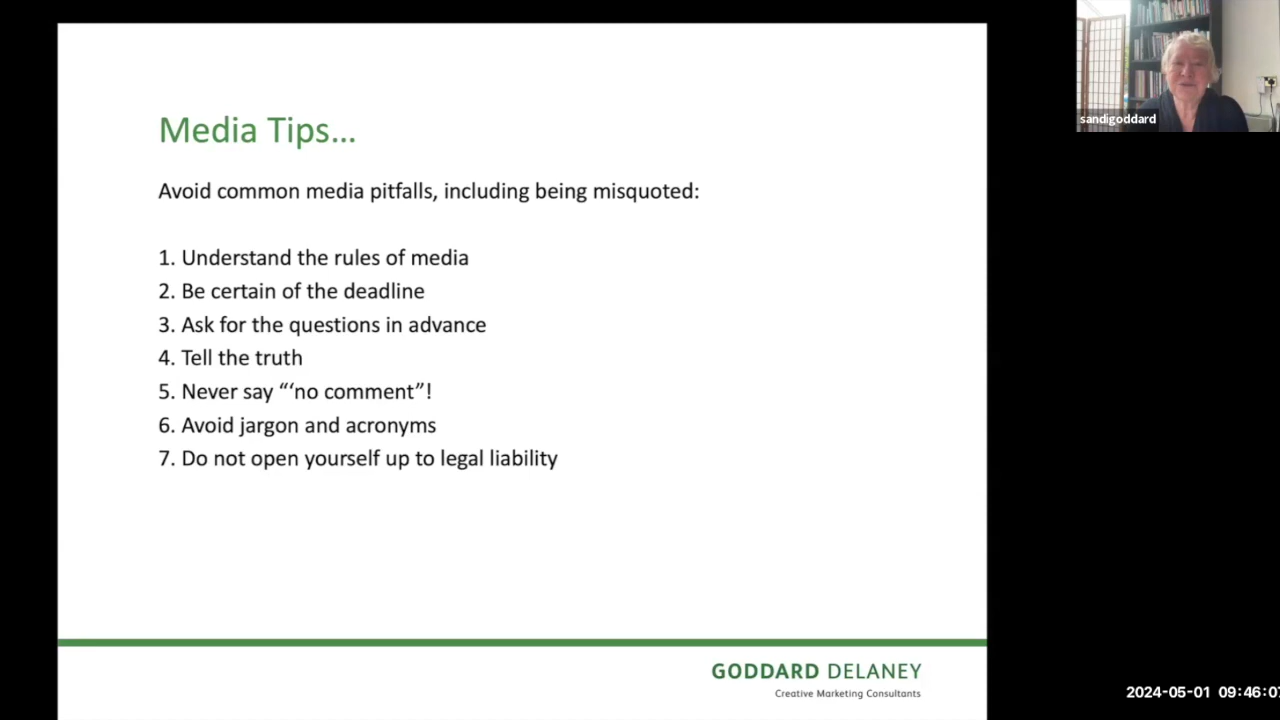 Media Tips...
Avoid common media pitfalls, including being misquoted:
1. Understand the rules of media
2. Be certain of the deadline
3. Ask for the questions in advance
4. Tell the truth
5. Never say “‘no comment”!
6. Avoid jargon and acronyms
7. Do not open yourself up to legal liability
GODDARD DELANEY
Creative Marketing Consultants
sandigoddard
2024-05-01 09:46:0